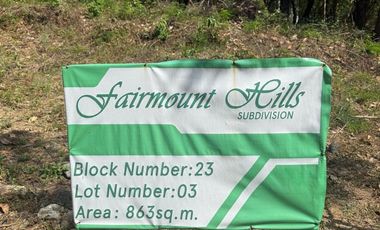 Fairmount Hills
SUBDIVISION
Block Number:23
Lot Number:03
Area : 863sq.m.